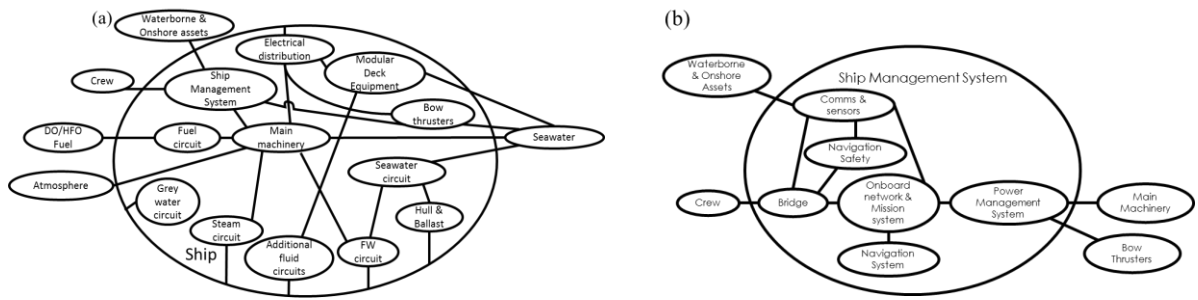 (a)
Waterborne &
Onshore assets
Electrical
distribution
Modular
Deck
Equipment
Crew
Ship
Management
System
Bow
thrusters
DO/HFO
Fuel
Fuel
circuit
Main
machinery
Seawater
Atmosphere
Seawater
circuit
Grey
water
circuit
Hull &
Ballast
Steam
circuit
Ship
Additional
fluid
circuits
FW
circuit
(b)
Waterborne
& Onshore
Assets
Ship Management System
Comms &
sensors
Navigation
Safety
Crew
Bridge
Onboard
network &
Mission
system
Power
Management
System
Main
Machinery
Navigation
System
Bow
Thrusters